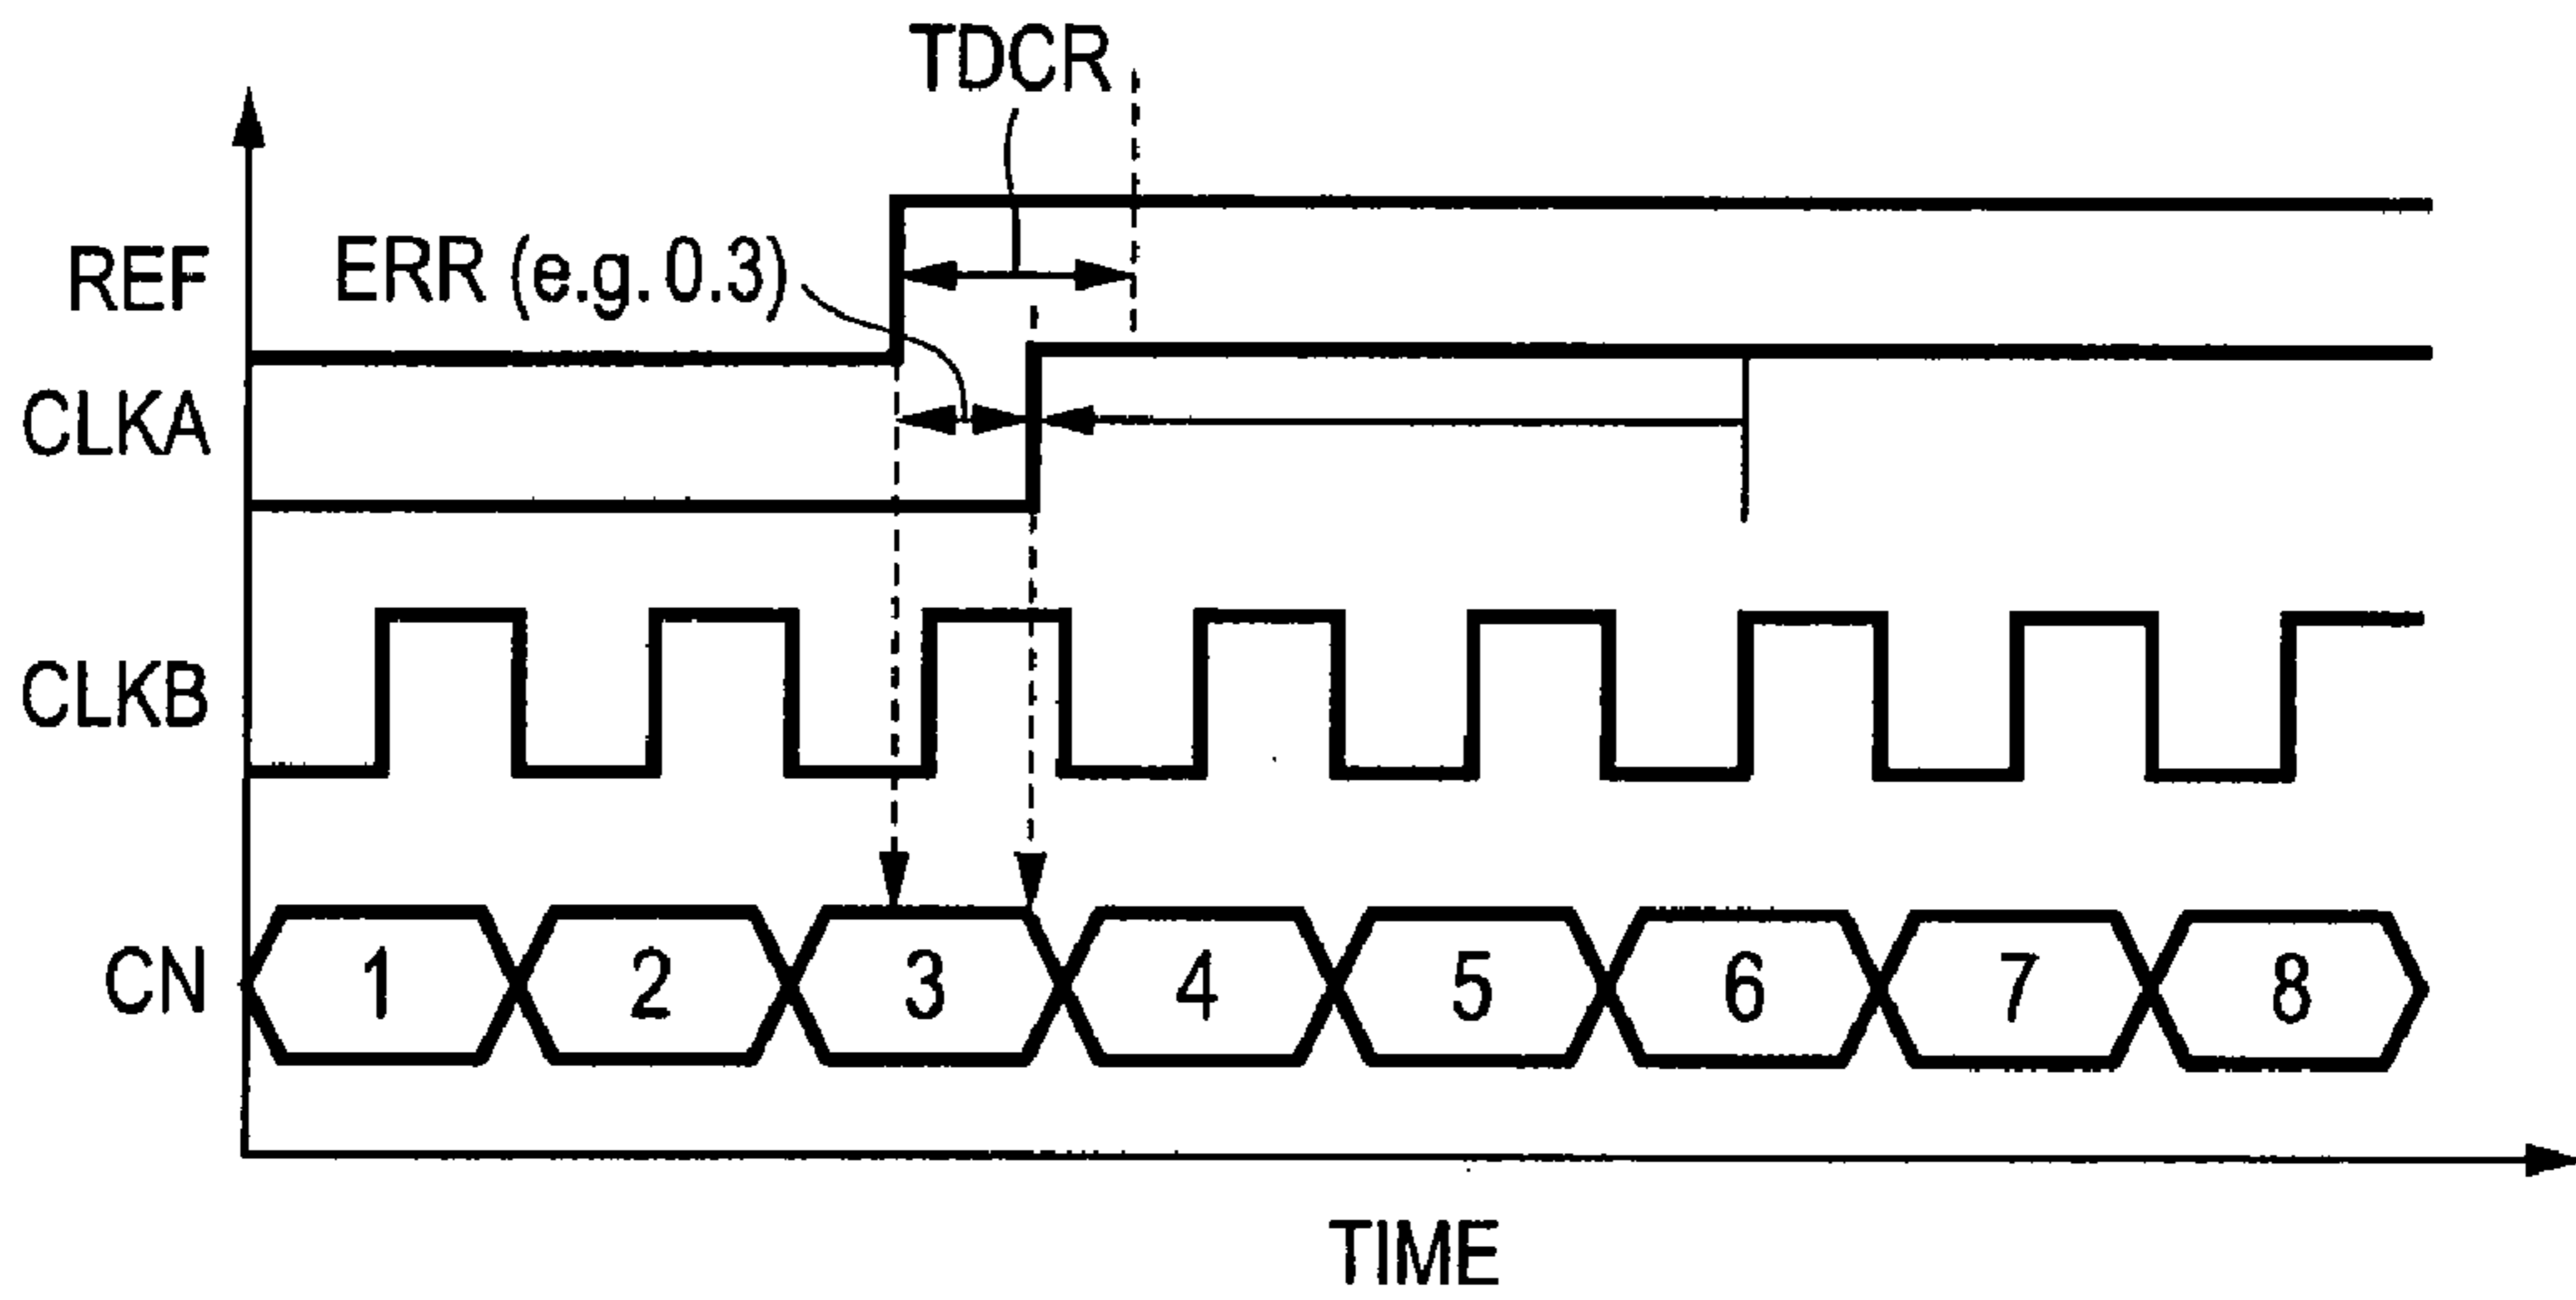 TDCR
REF
ERR (e.g. 0.3)
CLKA
CLKB
CN
1 2 3 4 5 6 7 8
TIME